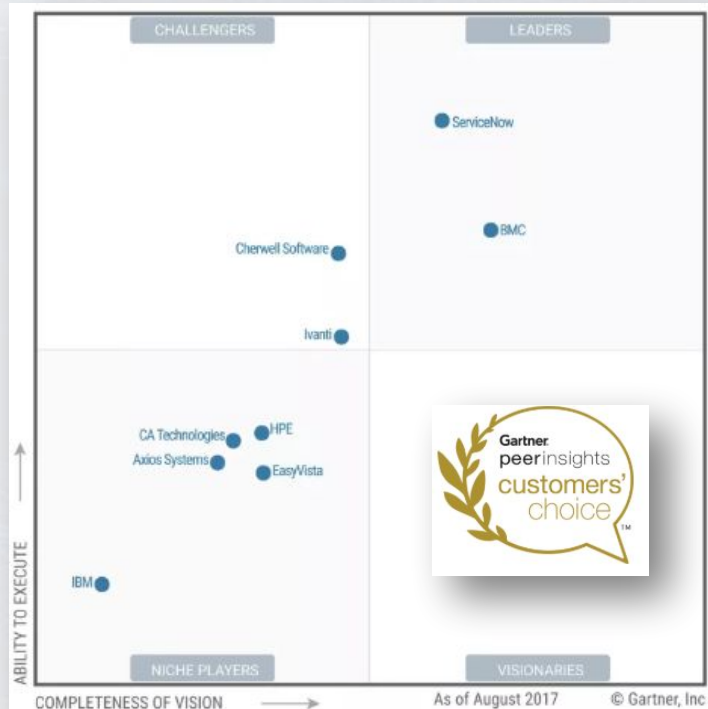 CHALLENGERS
LEADERS
ServiceNow
BMC
Cherwell Software
Ivanti
CA Technologies
HPE
Axios Systems
EasyVista
IBM
Gartner
peerinsights
customers'
choice
TM
ABILITY TO EXECUTE
NICHE PLAYERS
VISIONARIES
COMPLETENESS OF VISION
As of August 2017
© Gartner, Inc